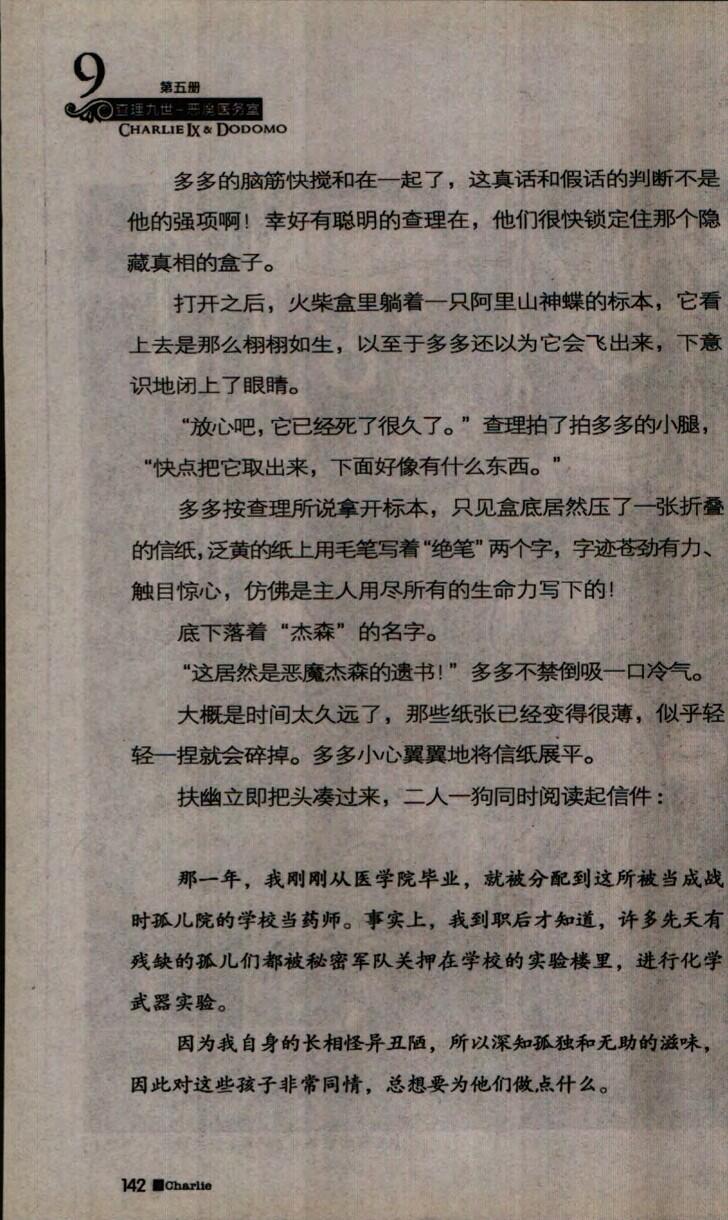 9
第五册
查理九世-恶魔医务室
CHARLIE IX & DODOMO
多多的脑筋快搅和在一起了，这真话和假话的判断不是
他的强项啊！幸好有聪明的查理在，他们很快锁定住那个隐
藏真相的盒子。
打开之后，火柴盒里躺着一只阿里山神蝶的标本，它看
上去是那么栩栩如生，以至于多多还以为它会飞出来，下意
识地闭上了眼睛。
“放心吧，它已经死了很久了。”查理拍了拍多多的小腿，
“快点把它取出来，下面好像有什么东西。”
多多按查理所说拿开标本，只见盒底居然压了一张折叠
的信纸，泛黄的纸上用毛笔写着“绝笔”两个字，字迹苍劲有力、
触目惊心，仿佛是主人用尽所有的生命力写下的！
底下落着“杰森”的名字。
“这居然是恶魔杰森的遗书！”多多不禁倒吸一口冷气。
大概是时间太久远了，那些纸张已经变得很薄，似乎轻
轻一捏就会碎掉。多多小心翼翼地将信纸展平。
扶幽立即把头凑过来，二人一狗同时阅读起信件：
那一年，我刚刚从医学院毕业，就被分配到这所被当成战
时孤儿院的学校当药师。事实上，我到职后才知道，许多先天有
残缺的孤儿们都被秘密军队关押在学校的实验楼里，进行化学
武器实验。
因为我自身的长相怪异丑陋，所以深知孤独和无助的滋味，
因此对这些孩子非常同情，总想要为他们做点什么。
142 Charlie